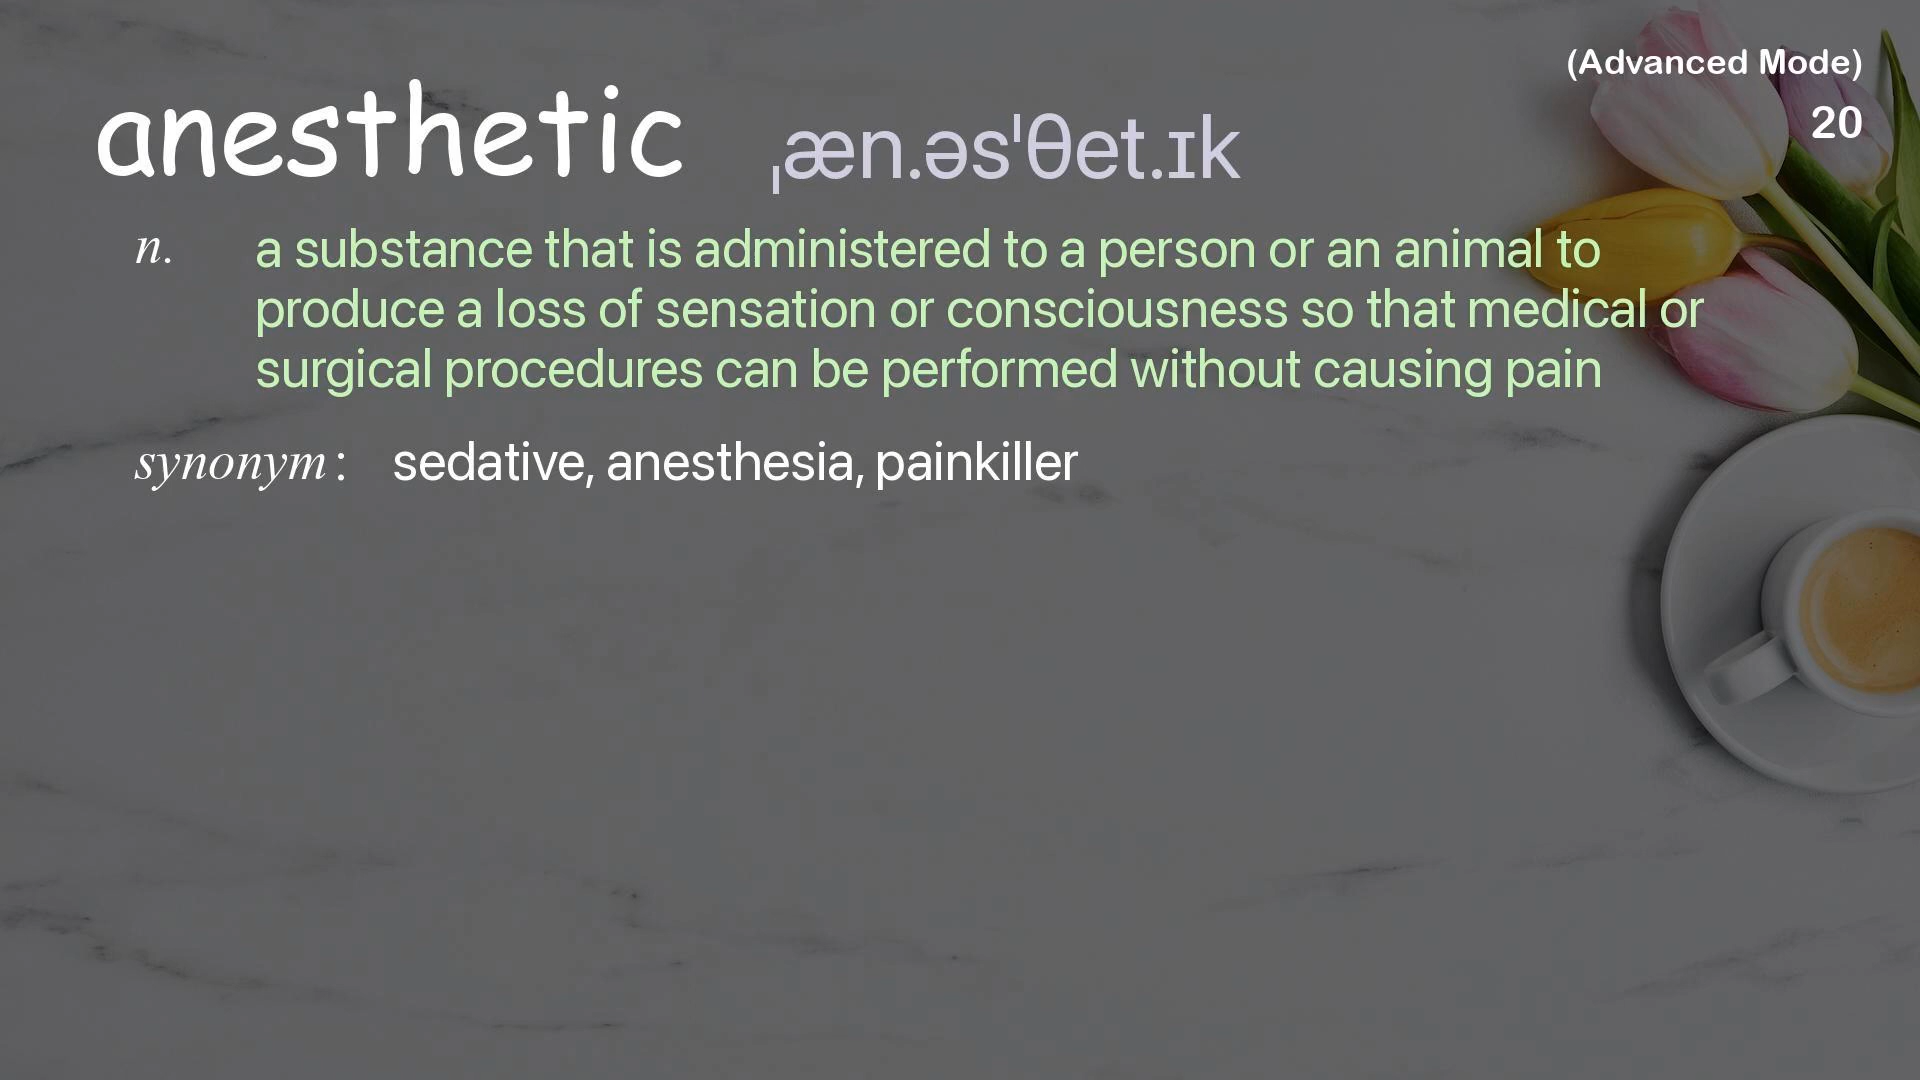 (Advanced Mode)
20
anesthetic ˌæn.əsˈθet.ɪk
n. a substance that is administered to a person or an animal to
produce a loss of sensation or consciousness so that medical or
surgical procedures can be performed without causing pain
synonym: sedative, anesthesia, painkiller